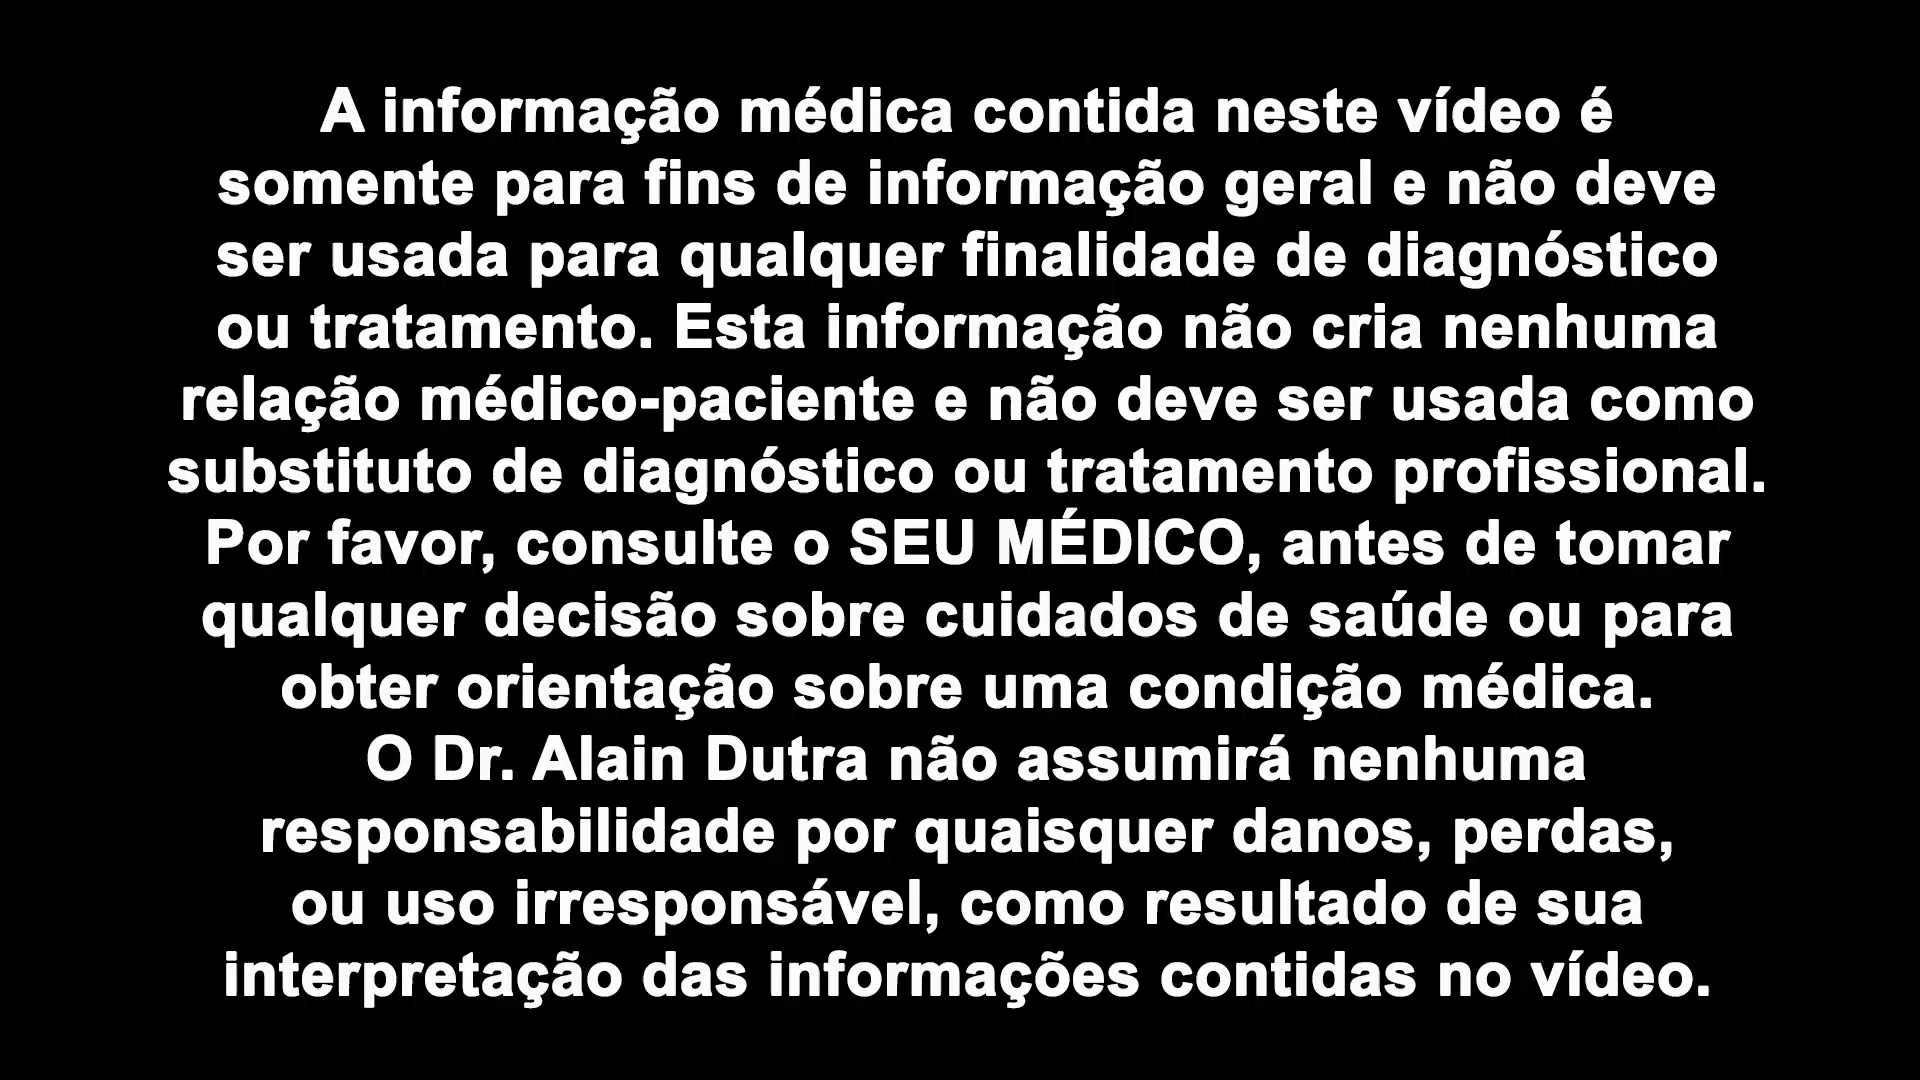 A informação médica contida neste vídeo é
somente para fins de informação geral e não deve
ser usada para qualquer finalidade de diagnóstico
ou tratamento. Esta informação não cria nenhuma
relação médico-paciente e não deve ser usada como
substituto de diagnóstico ou tratamento profissional.
Por favor, consulte o SEU MÉDICO, antes de tomar
qualquer decisão sobre cuidados de saúde ou para
obter orientação sobre uma condição médica.
O Dr. Alain Dutra não assumirá nenhuma
responsabilidade por quaisquer danos, perdas,
ou uso irresponsável, como resultado de sua
interpretação das informações contidas no vídeo.